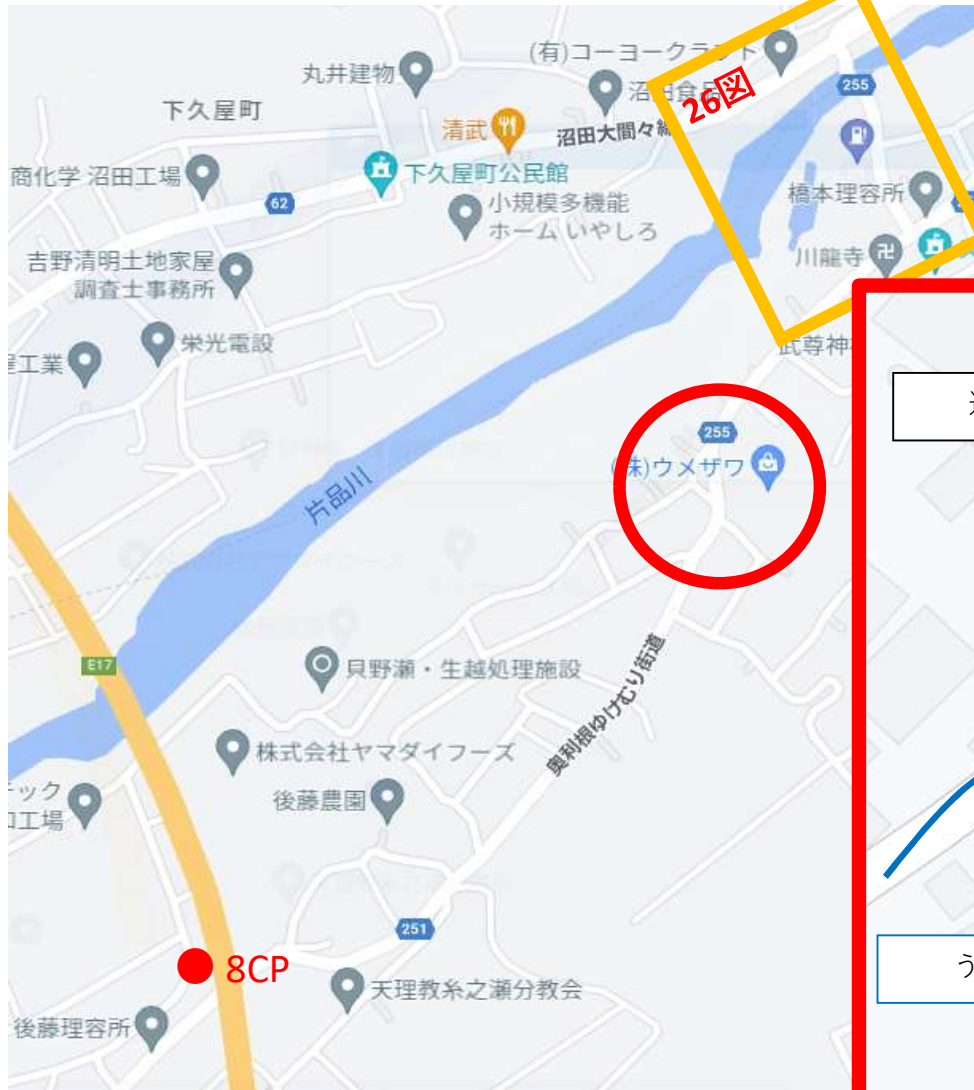 (有)コーヨークラフト
丸井建物
26図
255
沼田食品
下久屋町
清武
沼田大間々線
商化学 沼田工場
下久屋町公民館
橋本理容所
62
小規模多機能
ホーム いやしろ
川龍寺
吉野清明土地家屋
調査士事務所
栄光電設
工業
武尊神
255
(株)ウメザワ
片品川
E17
貝野瀬・生越処理施設
奥利根ゆけむり街道
株式会社ヤマダイフーズ
ック
工場
後藤農園
251
8CP
う
天理教糸之瀬分教会
後藤理容所